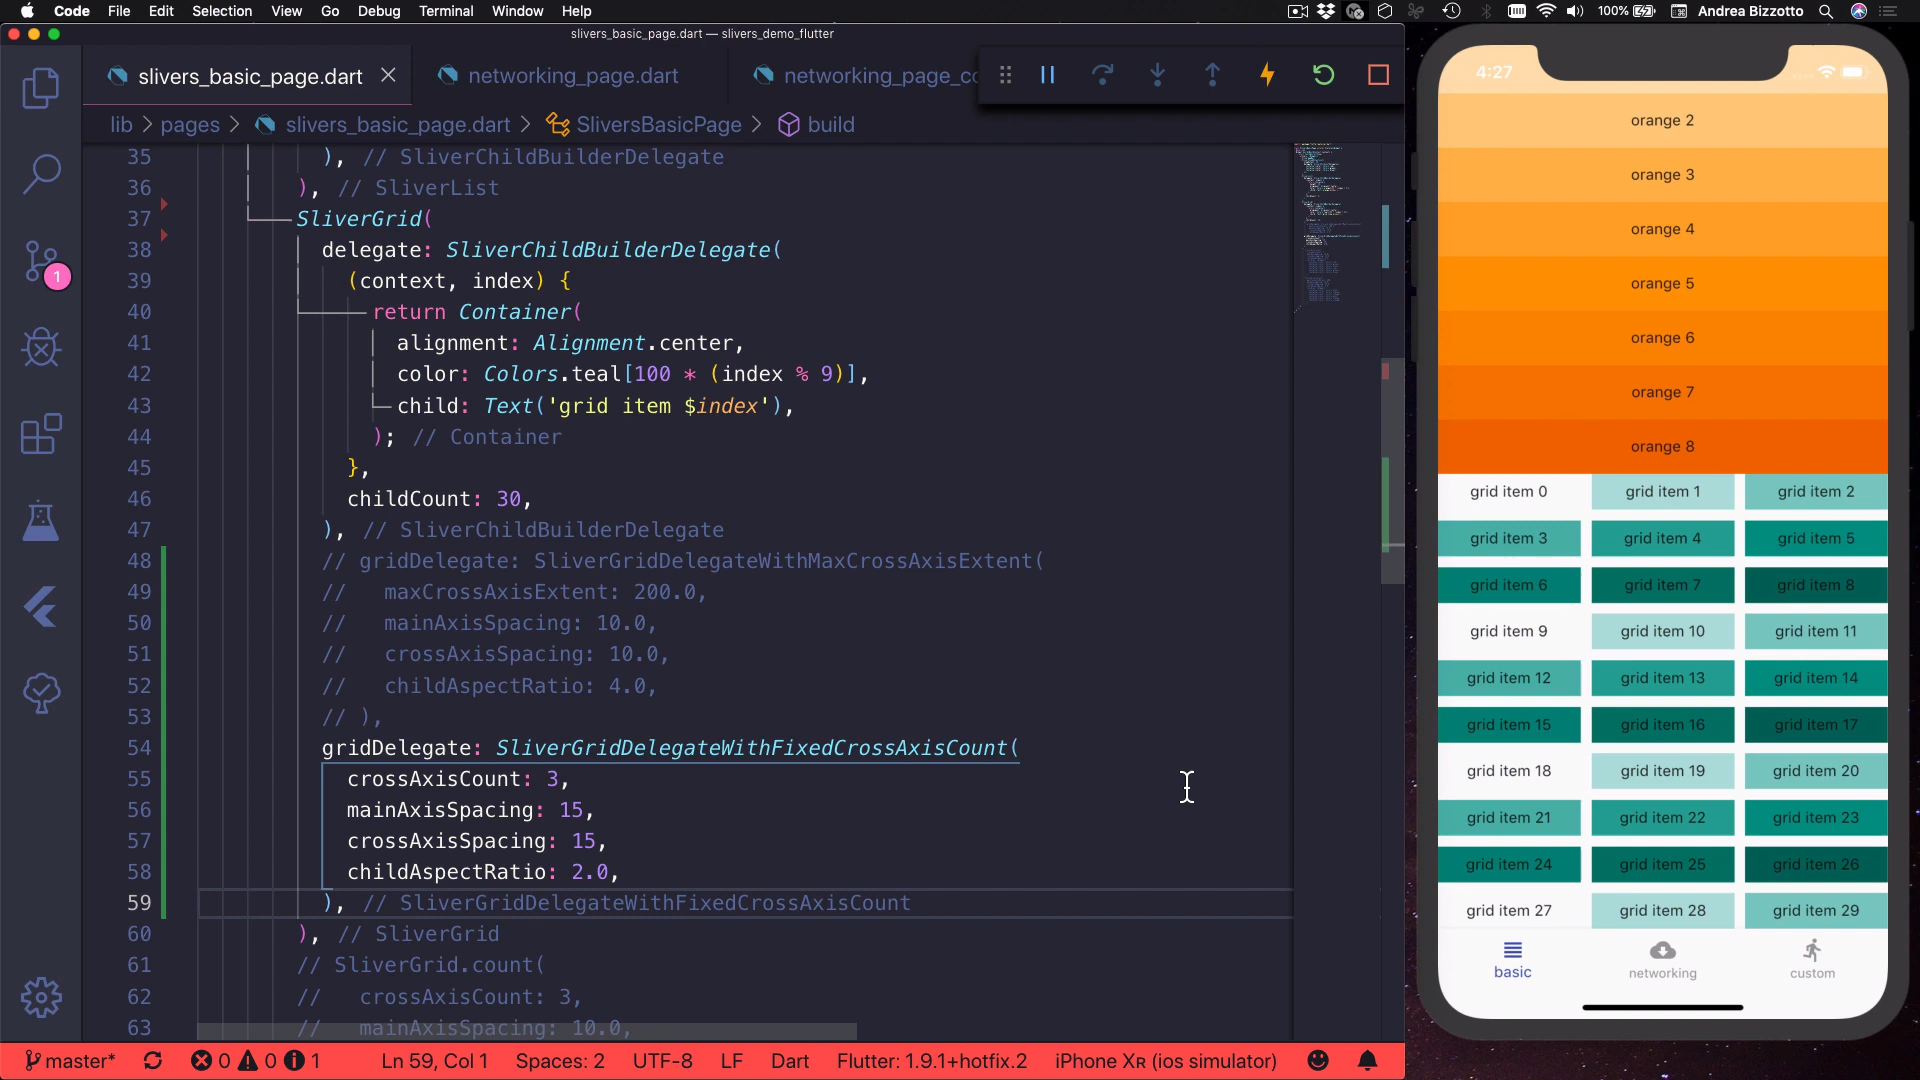 Code File Edit Selection View Go Debug Terminal Window Help
100% Andrea Bizzotto
slivers_basic_page.dart — slivers_demo_flutter
slivers_basic_page.dart networking_page.dart networking_page_co
lib > pages > slivers_basic_page.dart > SliversBasicPage > build
35 ), // SliverChildBuilderDelegate
36 ), // SliverList
37 SliverGrid(
38 delegate: SliverChildBuilderDelegate(
39 (context, index) {
40 return Container(
41 alignment: Alignment.center,
42 color: Colors.teal[100 * (index % 9)],
43 child: Text('grid item $index'),
44 ); // Container
45 },
46 childCount: 30,
47 ), // SliverChildBuilderDelegate
48 // gridDelegate: SliverGridDelegateWithMaxCrossAxisExtent(
49 //   maxCrossAxisExtent: 200.0,
50 //   mainAxisSpacing: 10.0,
51 //   crossAxisSpacing: 10.0,
52 //   childAspectRatio: 4.0,
53 // ),
54 gridDelegate: SliverGridDelegateWithFixedCrossAxisCount(
55 crossAxisCount: 3,
56 mainAxisSpacing: 15,
57 crossAxisSpacing: 15,
58 childAspectRatio: 2.0,
59 ), // SliverGridDelegateWithFixedCrossAxisCount
60 ), // SliverGrid
61 // SliverGrid.count(
62 //   crossAxisCount: 3,
63 //   mainAxisSpacing: 10.0,
1
master* 0 0 1 Ln 59, Col 1 Spaces: 2 UTF-8 LF Dart Flutter: 1.9.1+hotfix.2 iPhone XR (ios simulator)
4:27
orange 2
orange 3
orange 4
orange 5
orange 6
orange 7
orange 8
grid item 0 grid item 1 grid item 2
grid item 3 grid item 4 grid item 5
grid item 6 grid item 7 grid item 8
grid item 9 grid item 10 grid item 11
grid item 12 grid item 13 grid item 14
grid item 15 grid item 16 grid item 17
grid item 18 grid item 19 grid item 20
grid item 21 grid item 22 grid item 23
grid item 24 grid item 25 grid item 26
grid item 27 grid item 28 grid item 29
basic networking custom